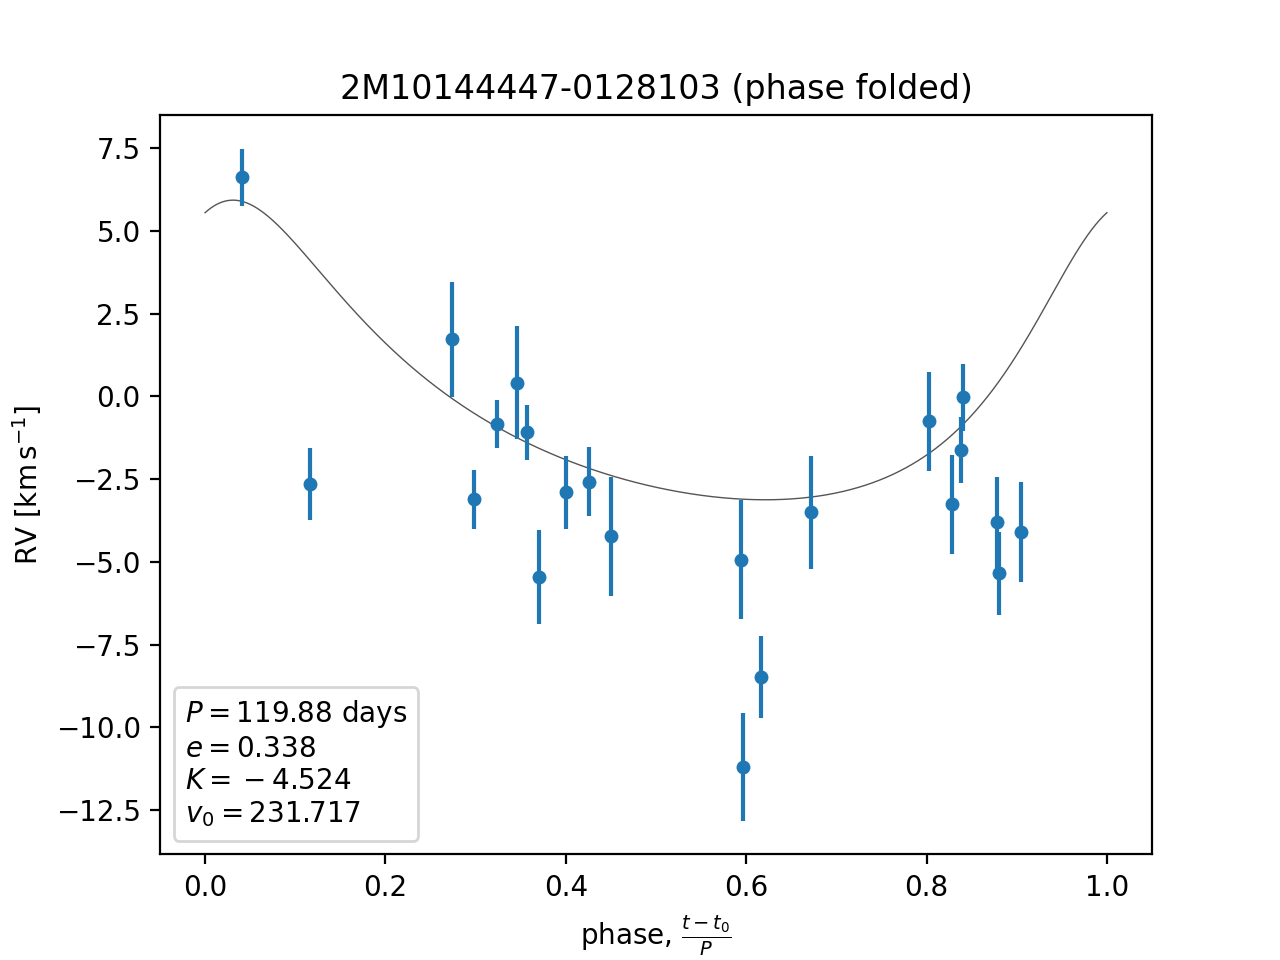 2M10144447-0128103 (phase folded)
RV [km s⁻¹]
7.5
5.0
2.5
0.0
−2.5
−5.0
−7.5
−10.0
−12.5
P = 119.88 days
e = 0.338
K = −4.524
v₀ = 231.717
0.0 0.2 0.4 0.6 0.8 1.0
phase, (t − t₀)/P